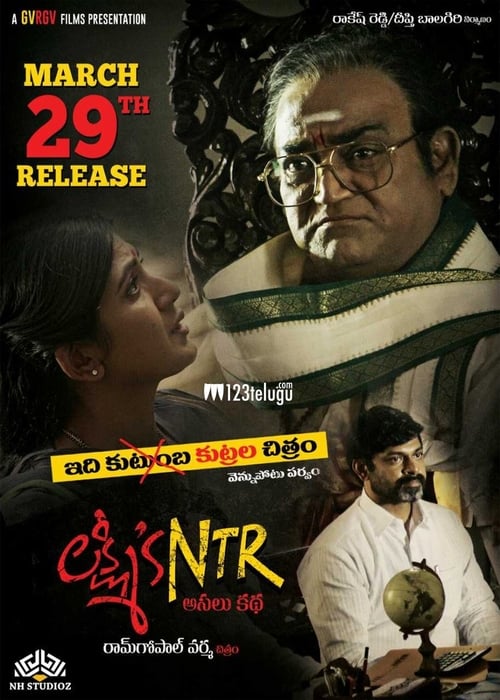 A GVRGV FILMS PRESENTATION
రాకేష్ రెడ్డి/దీప్తి బాలగిరి నిర్మాణం
MARCH
29TH
RELEASE
123telugu.com
ఇది కుటుంబ కుట్రల చిత్రం
వెన్నుపోటు పర్వం
లక్ష్మీ'స్ NTR
అసలు కథ
రామ్‌గోపాల్ వర్మ చిత్రం
NH STUDIOZ